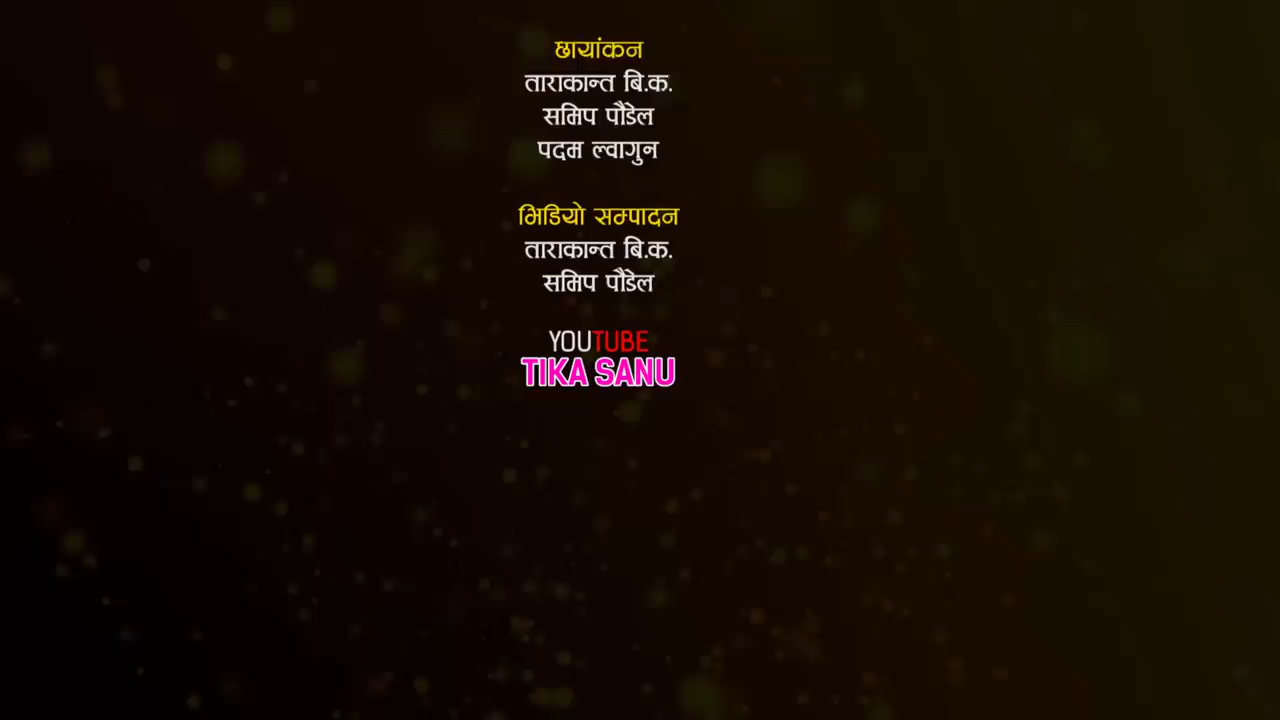 छायांकन
ताराकान्त बि.क.
समिप पौडेल
पदम ल्वागुन
भिडियो सम्पादन
ताराकान्त बि.क.
समिप पौडेल
YOUTUBE
TIKA SANU